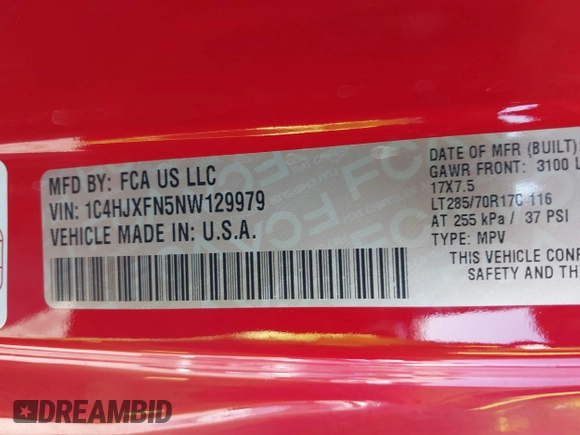 MFD BY: FCA US LLC
VIN: 1C4HJXFN5NW129979
VEHICLE MADE IN: U.S.A.
DATE OF MFR (BUILT):
GAWR FRONT: 3100 L
17X7.5
LT285/70R17C 116
AT 255 kPa / 37 PSI
TYPE: MPV
THIS VEHICLE CONF
SAFETY AND THE
DREAMBID